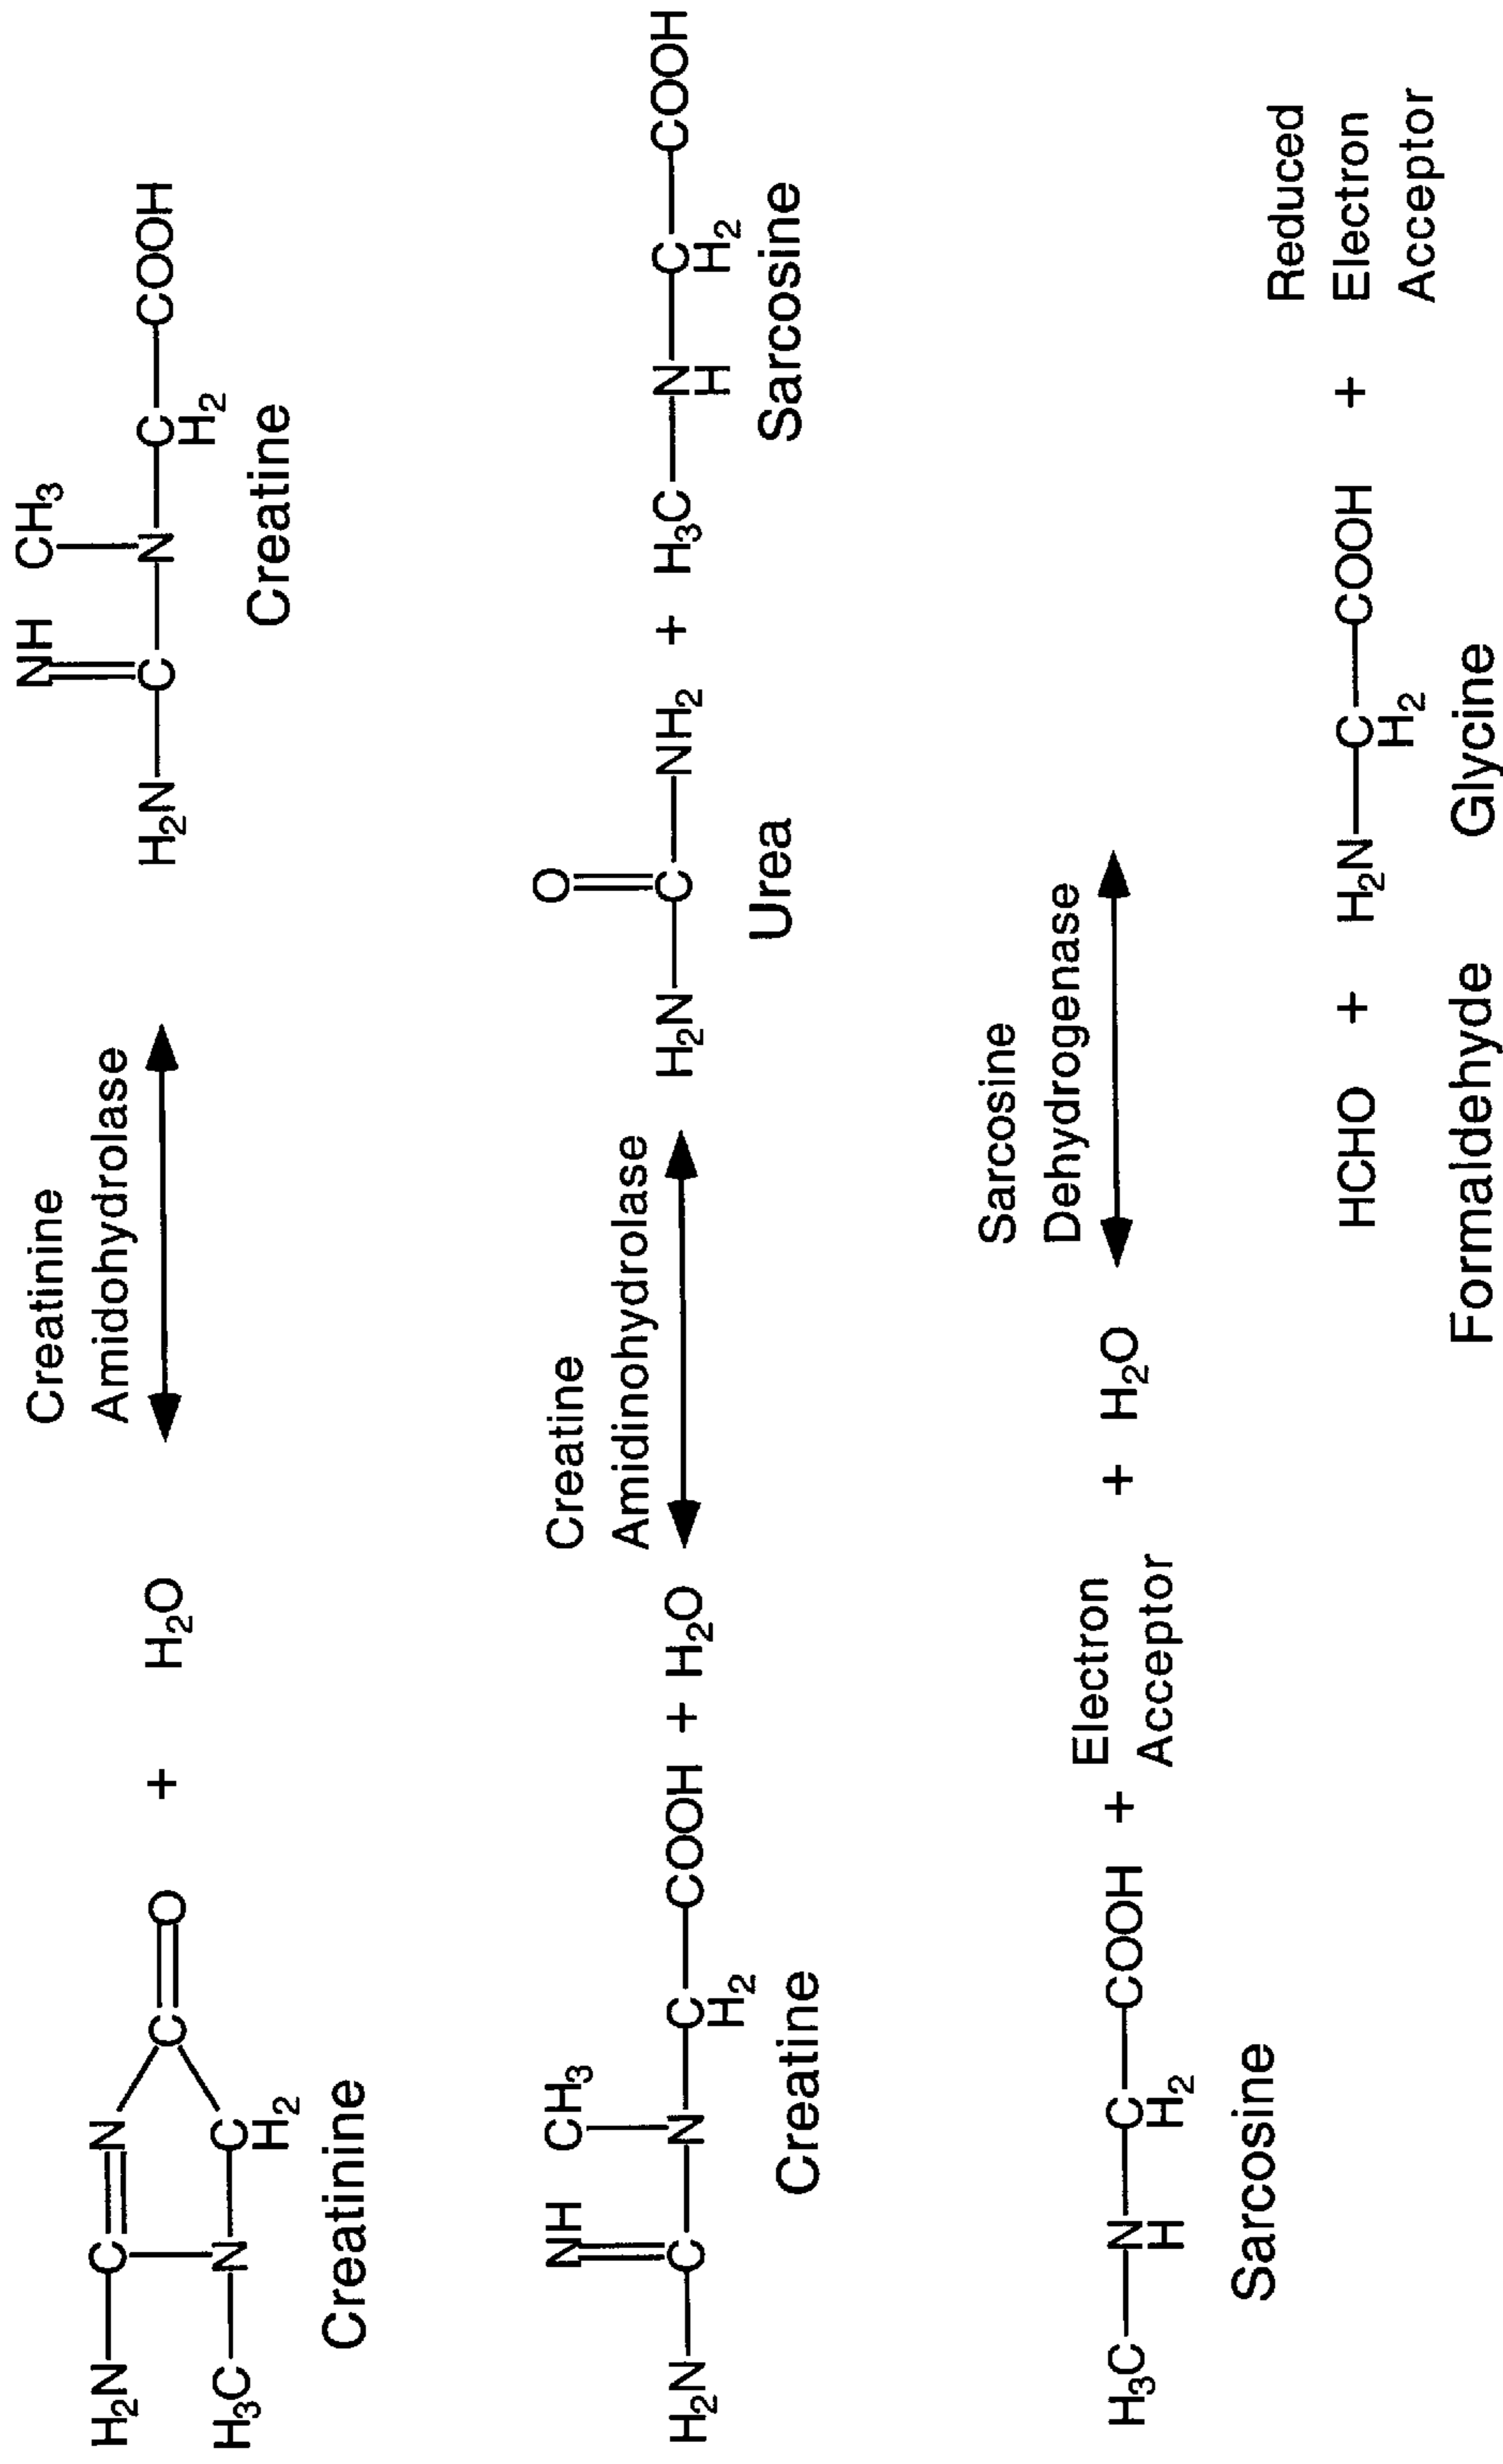 Creatinine
Amidohydrolase
H2N C N C O + H2O
H3C N C H2
H2N C NH N CH3 C H2 COOH
Creatinine
Creatine
Creatine
Amidinohydrolase
H2N C NH N CH3 C H2 COOH + H2O
H2N C O NH2 + H3C N H C H2 COOH
Creatine
Urea
Sarcosine
Sarcosine
Dehydrogenase
H3C N H C H2 COOH + Electron Acceptor + H2O
Sarcosine
HCHO + H2N C H2 COOH + Reduced Electron Acceptor
Formaldehyde
Glycine